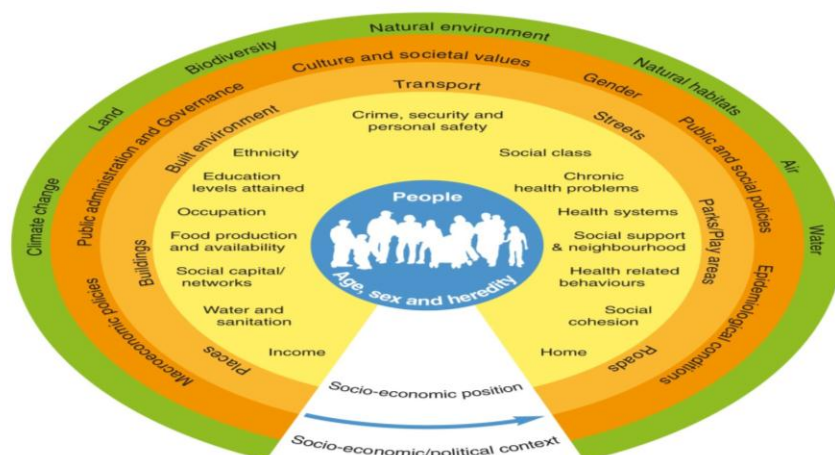 Natural environment
Biodiversity
Natural habitats
Land
Air
Climate change
Water
Culture and societal values
Gender
Public administration and Governance
Public and social policies
Macroeconomic policies
Epidemiological conditions
Transport
Built environment
Streets
Buildings
Parks/Play areas
Places
Roads
Crime, security and
personal safety
Ethnicity
Social class
Education
levels attained
Chronic
health problems
Occupation
Health systems
Food production
and availability
Social support
& neighbourhood
Social capital/
networks
Health related
behaviours
Water and
sanitation
Social
cohesion
Income
Home
People
Age, sex and heredity
Socio-economic position
Socio-economic/political context